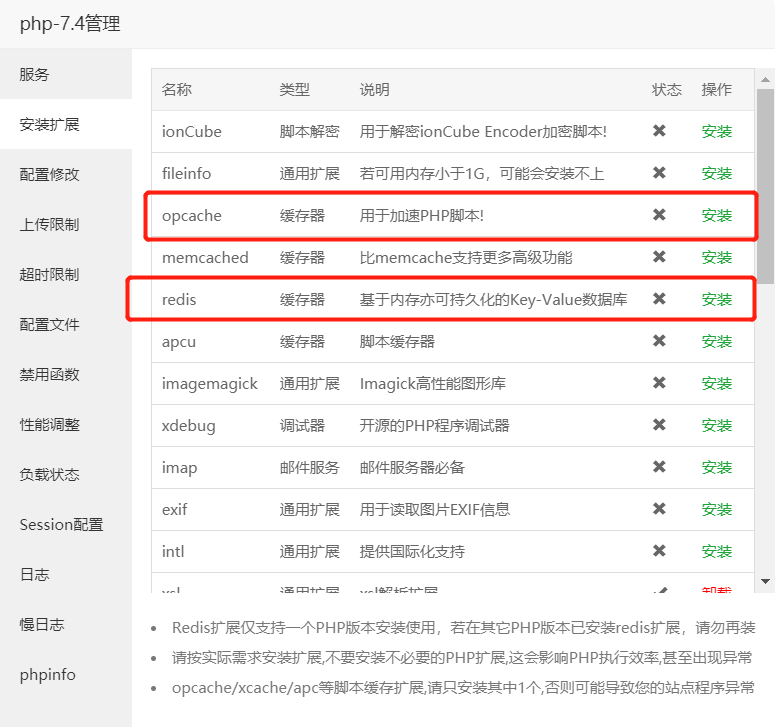 php-7.4管理
服务
安装扩展
配置修改
上传限制
超时限制
配置文件
禁用函数
性能调整
负载状态
Session配置
日志
慢日志
phpinfo
名称 类型 说明 状态 操作
ionCube 脚本解密 用于解密ionCube Encoder加密脚本! ✖ 安装
fileinfo 通用扩展 若可用内存小于1G，可能会安装不上 ✖ 安装
opcache 缓存器 用于加速PHP脚本! ✖ 安装
memcached 缓存器 比memcache支持更多高级功能 ✖ 安装
redis 缓存器 基于内存亦可持久化的Key-Value数据库 ✖ 安装
apcu 缓存器 脚本缓存器 ✖ 安装
imagemagick 通用扩展 Imagick高性能图形库 ✖ 安装
xdebug 调试器 开源的PHP程序调试器 ✖ 安装
imap 邮件服务 邮件服务器必备 ✖ 安装
exif 通用扩展 用于读取图片EXIF信息 ✖ 安装
intl 通用扩展 提供国际化支持 ✖ 安装
xsl 通用扩展 xsl解析扩展 ✔ 卸载
• Redis扩展仅支持一个PHP版本安装使用，若在其它PHP版本已安装redis扩展，请勿再装
• 请按实际需求安装扩展,不要安装不必要的PHP扩展,这会影响PHP执行效率,甚至出现异常
• opcache/xcache/apc等脚本缓存扩展,请只安装其中1个,否则可能导致您的站点程序异常